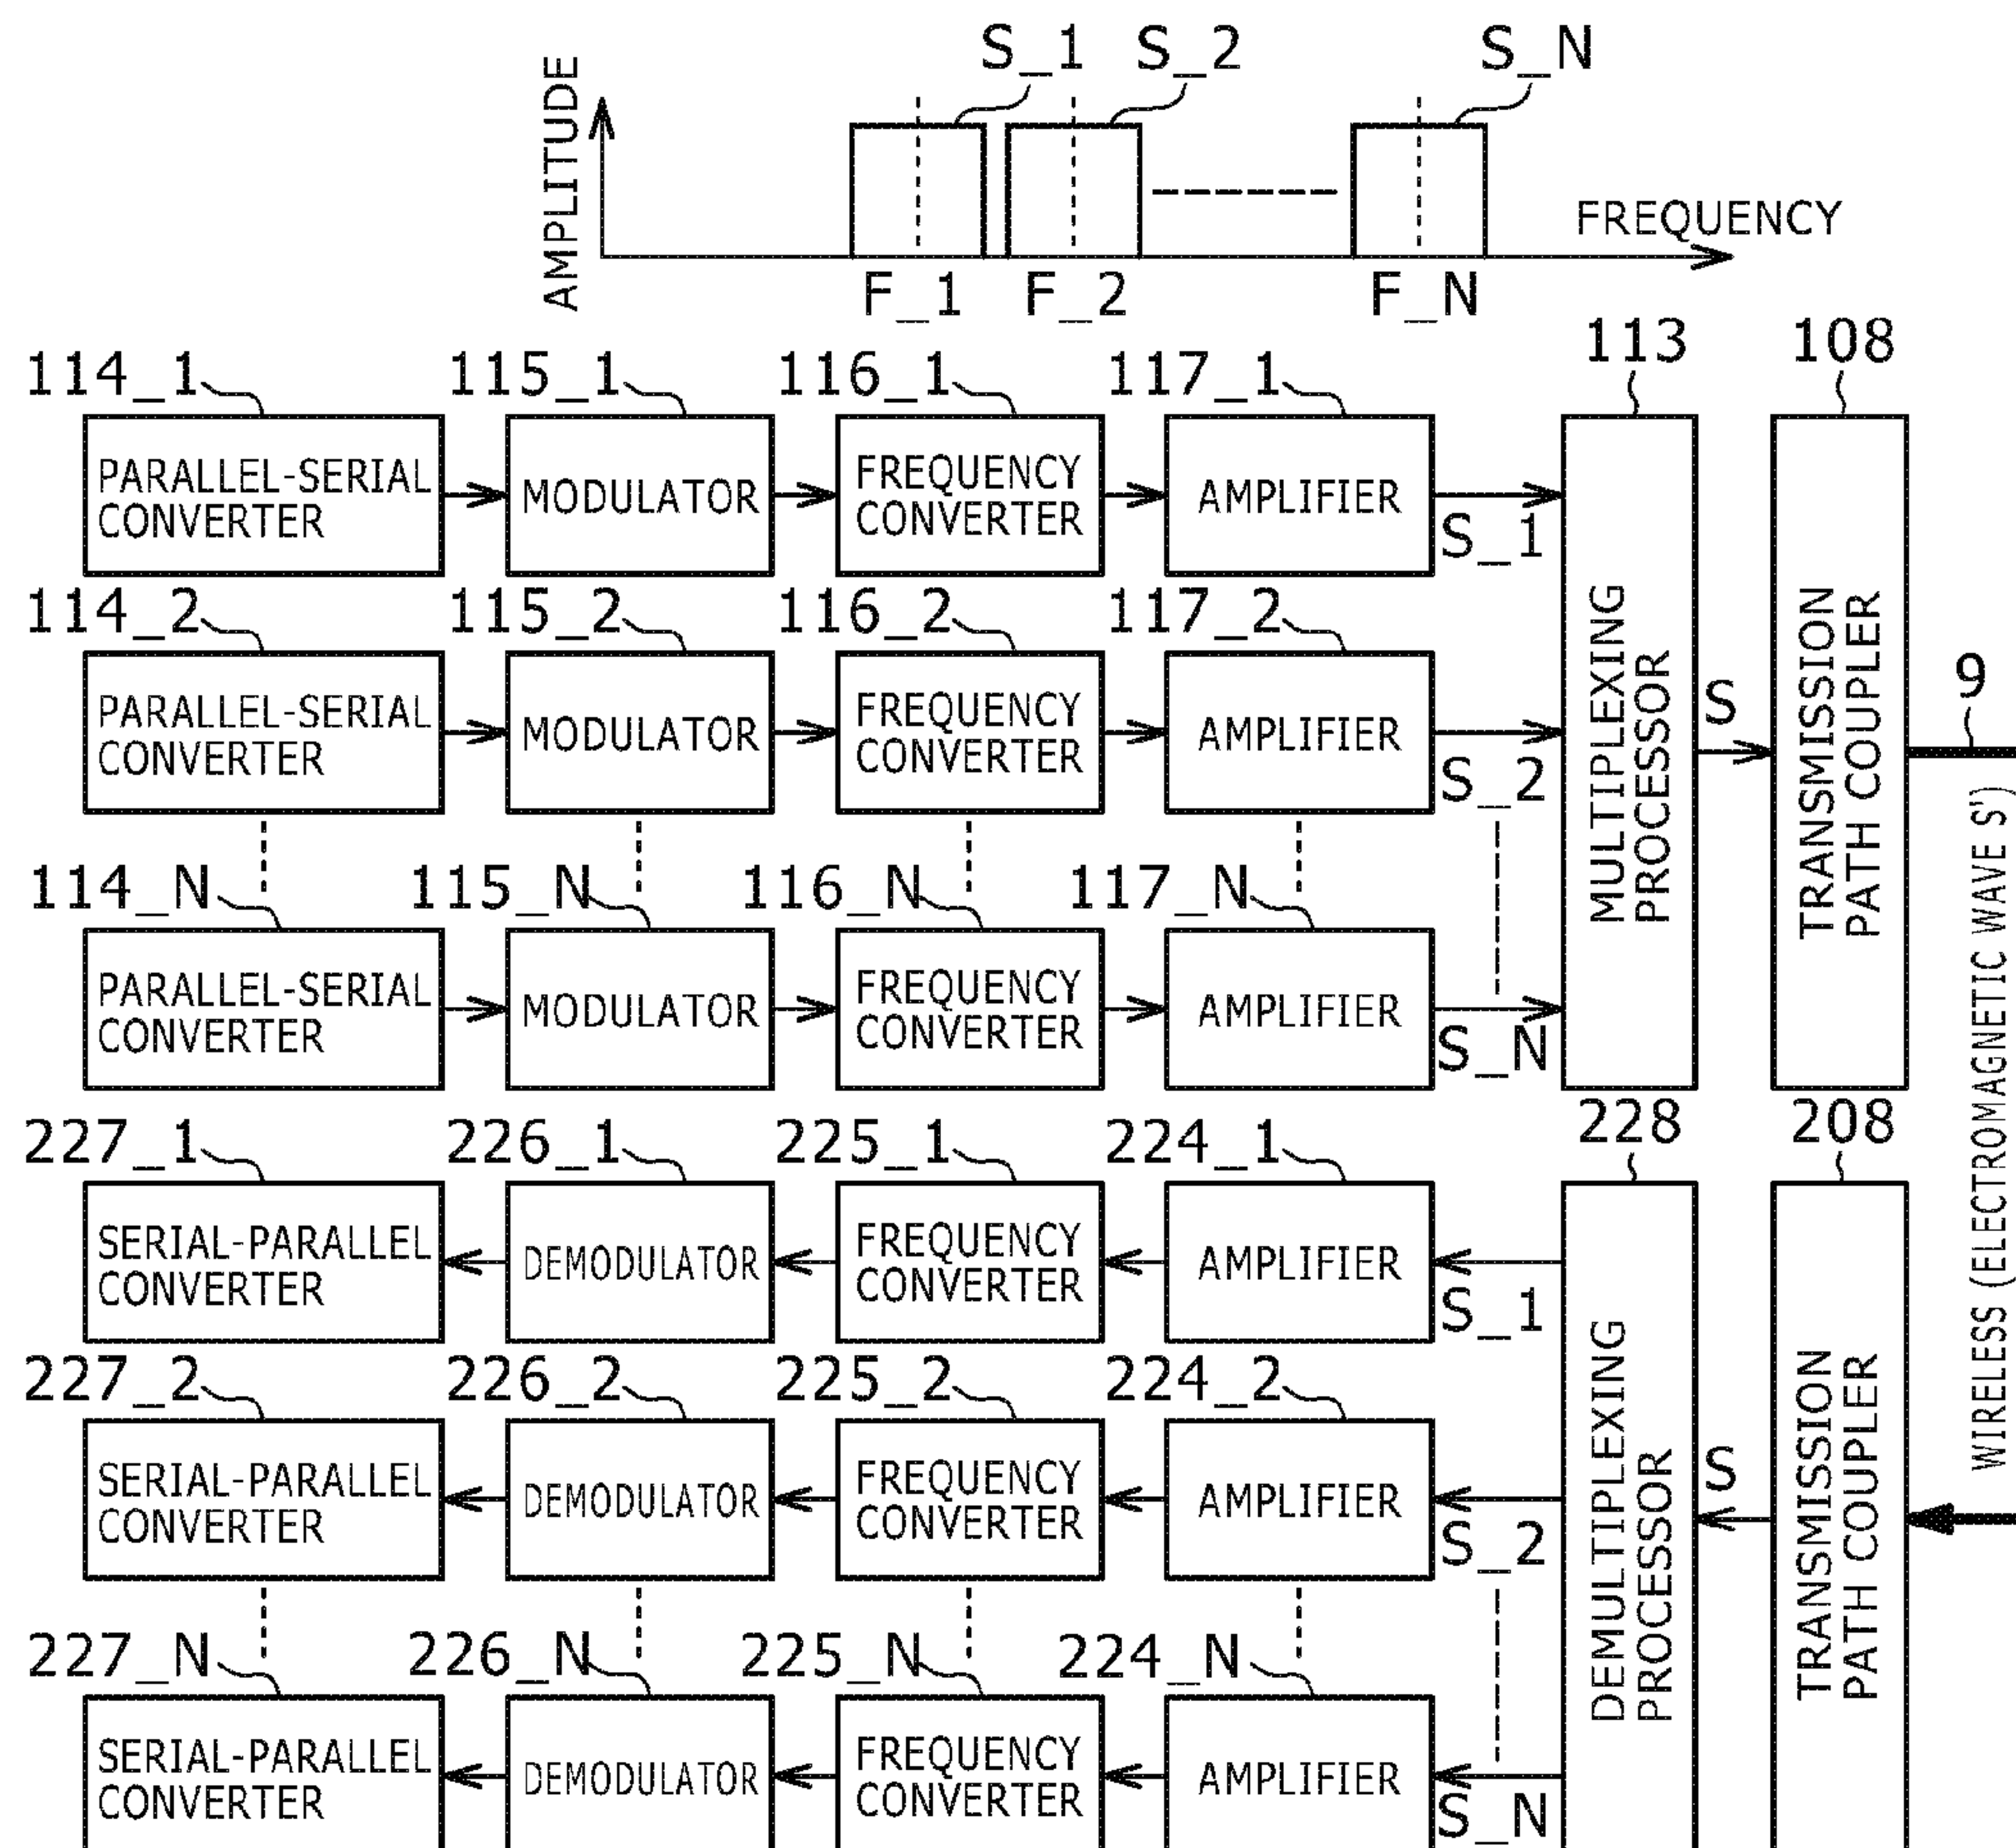 S_1 S_2 S_N
AMPLITUDE
FREQUENCY
F_1 F_2 F_N
113 108
114_1 115_1 116_1 117_1
PARALLEL-SERIAL
CONVERTER
MODULATOR
FREQUENCY
CONVERTER
AMPLIFIER
S_1
114_2 115_2 116_2 117_2
PARALLEL-SERIAL
CONVERTER
MODULATOR
FREQUENCY
CONVERTER
AMPLIFIER
S_2
114_N 115_N 116_N 117_N
PARALLEL-SERIAL
CONVERTER
MODULATOR
FREQUENCY
CONVERTER
AMPLIFIER
S_N
MULTIPLEXING
PROCESSOR
S
TRANSMISSION
PATH COUPLER
9
WIRELESS (ELECTROMAGNETIC WAVE S')
228 208
227_1 226_1 225_1 224_1
SERIAL-PARALLEL
CONVERTER
DEMODULATOR
FREQUENCY
CONVERTER
AMPLIFIER
S_1
227_2 226_2 225_2 224_2
SERIAL-PARALLEL
CONVERTER
DEMODULATOR
FREQUENCY
CONVERTER
AMPLIFIER
S_2
227_N 226_N 225_N 224_N
SERIAL-PARALLEL
CONVERTER
DEMODULATOR
FREQUENCY
CONVERTER
AMPLIFIER
S_N
DEMULTIPLEXING
PROCESSOR
S
TRANSMISSION
PATH COUPLER